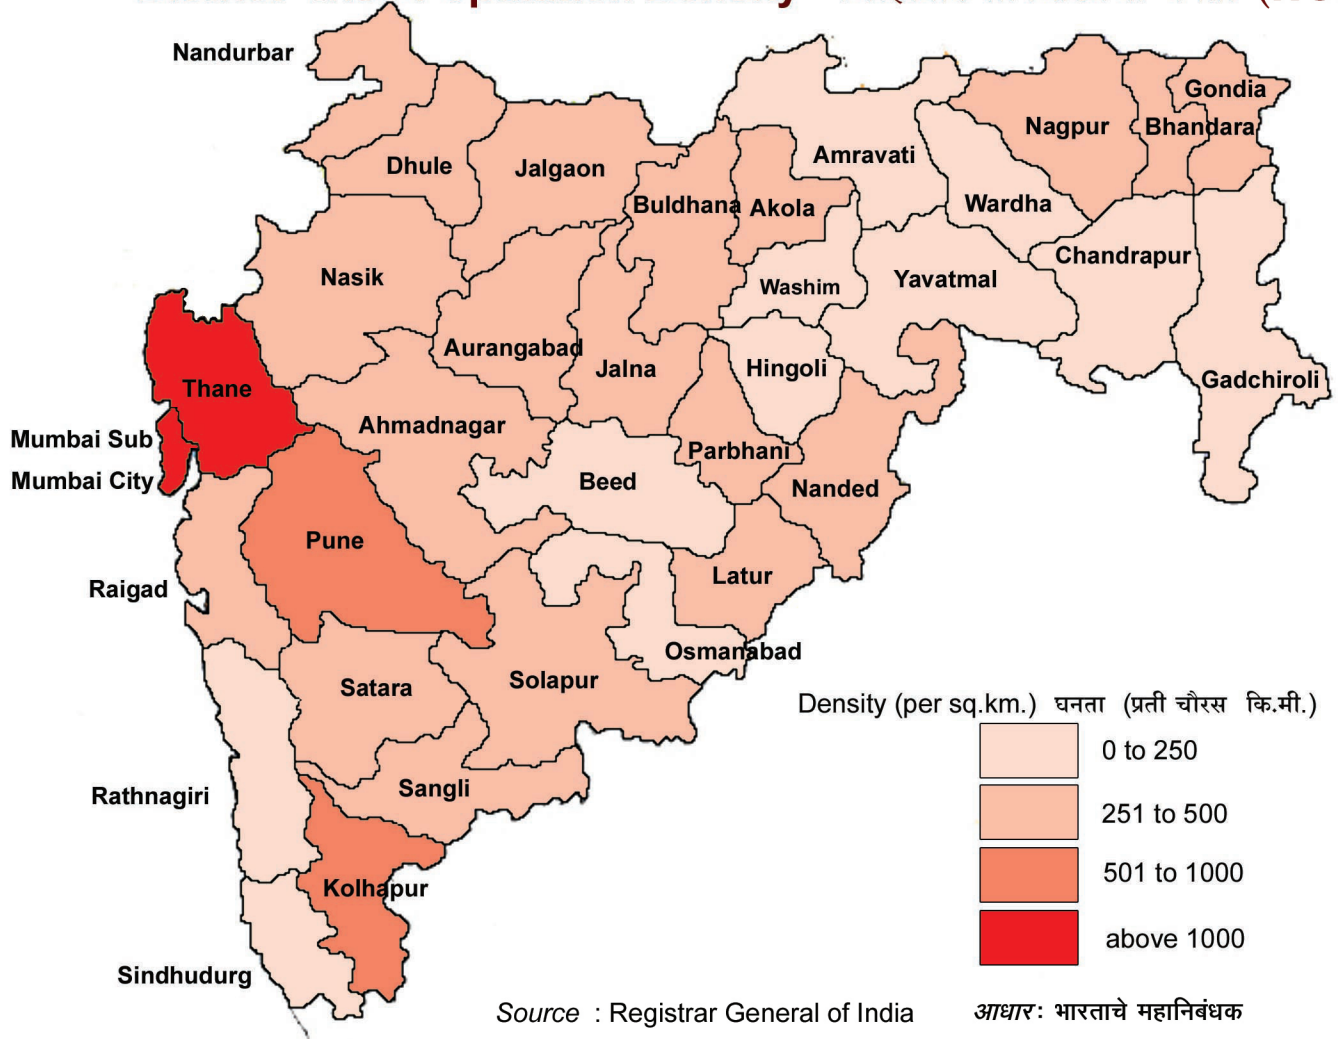 Nandurbar
Gondia
Nagpur
Bhandara
Amravati
Dhule
Jalgaon
Buldhana
Akola
Wardha
Chandrapur
Nasik
Washim
Yavatmal
Aurangabad
Jalna
Hingoli
Gadchiroli
Thane
Ahmadnagar
Mumbai Sub
Parbhani
Mumbai City
Beed
Nanded
Pune
Raigad
Latur
Osmanabad
Satara
Solapur
Density (per sq.km.) घनता (प्रती चौरस कि.मी.)
0 to 250
Rathnagiri
Sangli
251 to 500
501 to 1000
Kolhapur
above 1000
Sindhudurg
Source : Registrar General of India आधार: भारताचे महानिबंधक